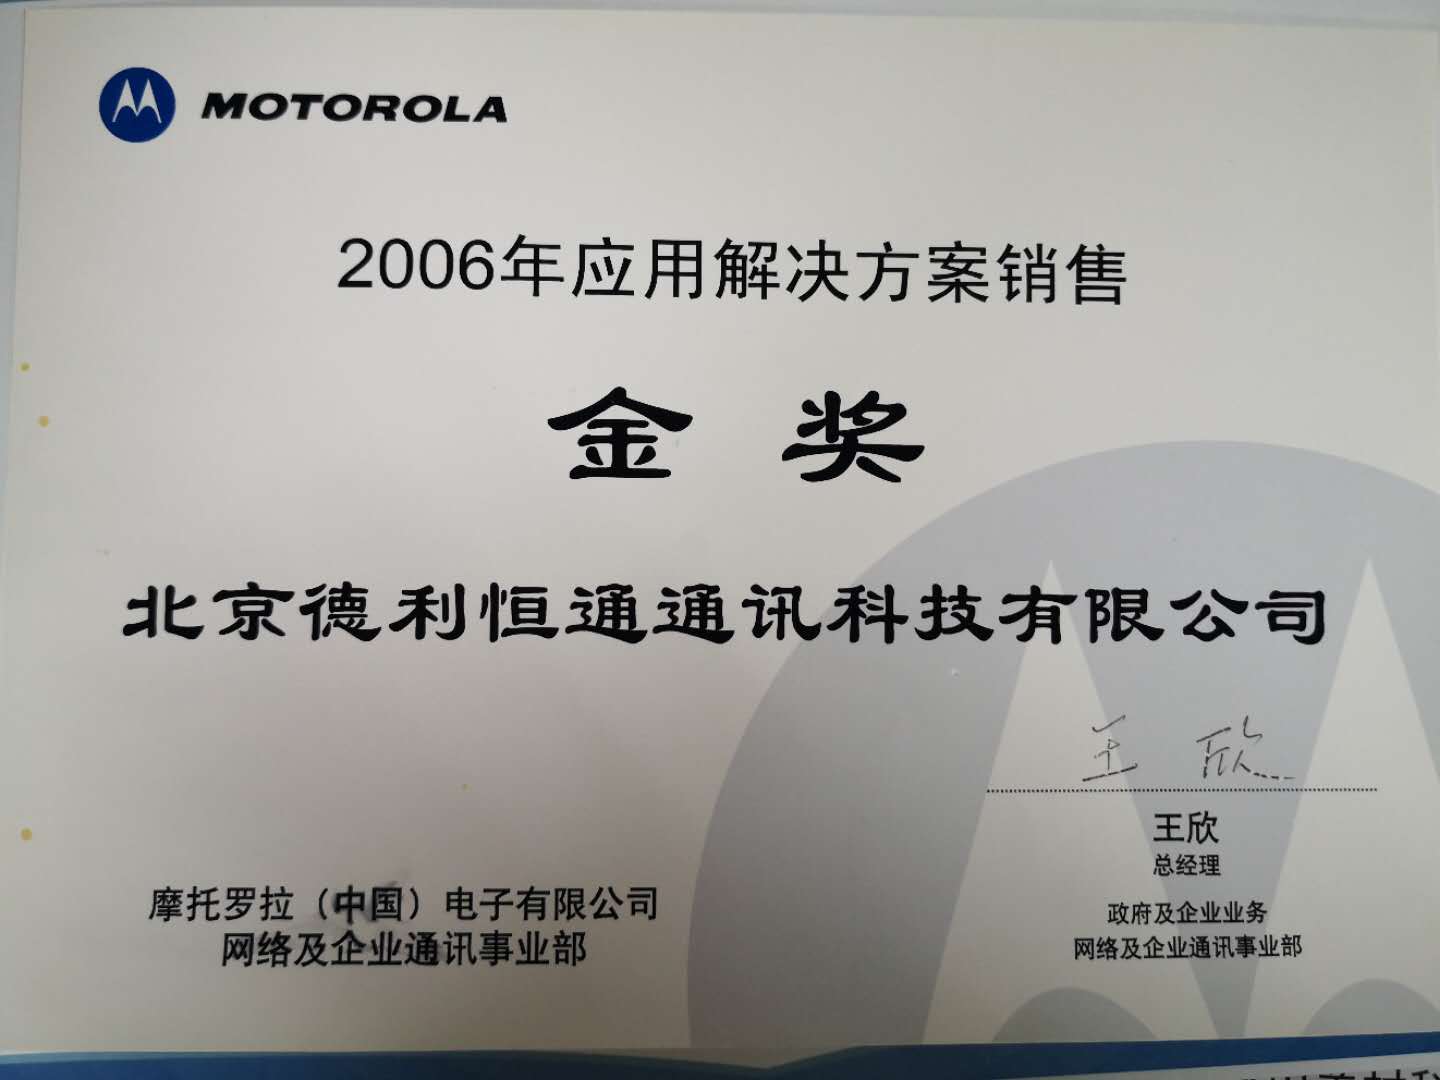 MOTOROLA
2006年应用解决方案销售
金奖
北京德利恒通通讯科技有限公司
王欣
王欣
总经理
摩托罗拉（中国）电子有限公司
网络及企业通讯事业部
政府及企业业务
网络及企业通讯事业部